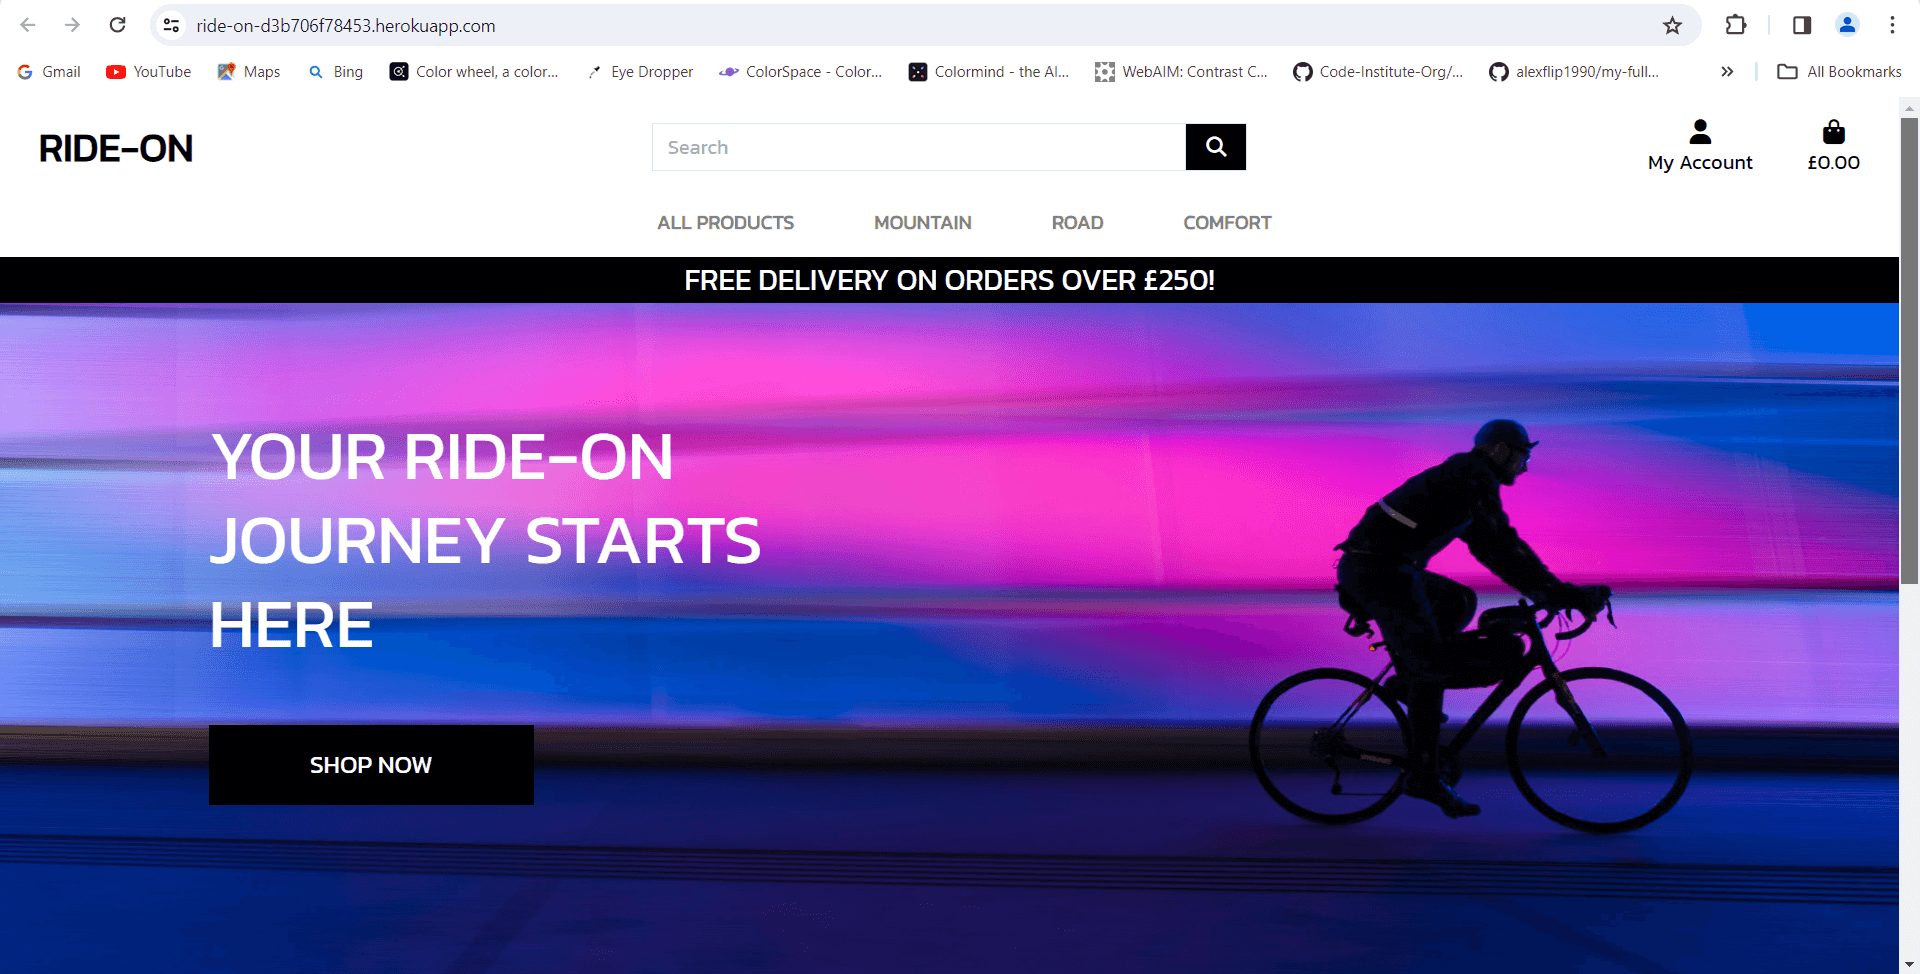 ride-on-d3b706f78453.herokuapp.com
Gmail YouTube Maps Bing Color wheel, a color... Eye Dropper ColorSpace - Color... Colormind - the AI... WebAIM: Contrast C... Code-Institute-Org/... alexflip1990/my-full... All Bookmarks
RIDE-ON
Search
My Account £0.00
ALL PRODUCTS MOUNTAIN ROAD COMFORT
FREE DELIVERY ON ORDERS OVER £250!
YOUR RIDE-ON
JOURNEY STARTS
HERE
SHOP NOW